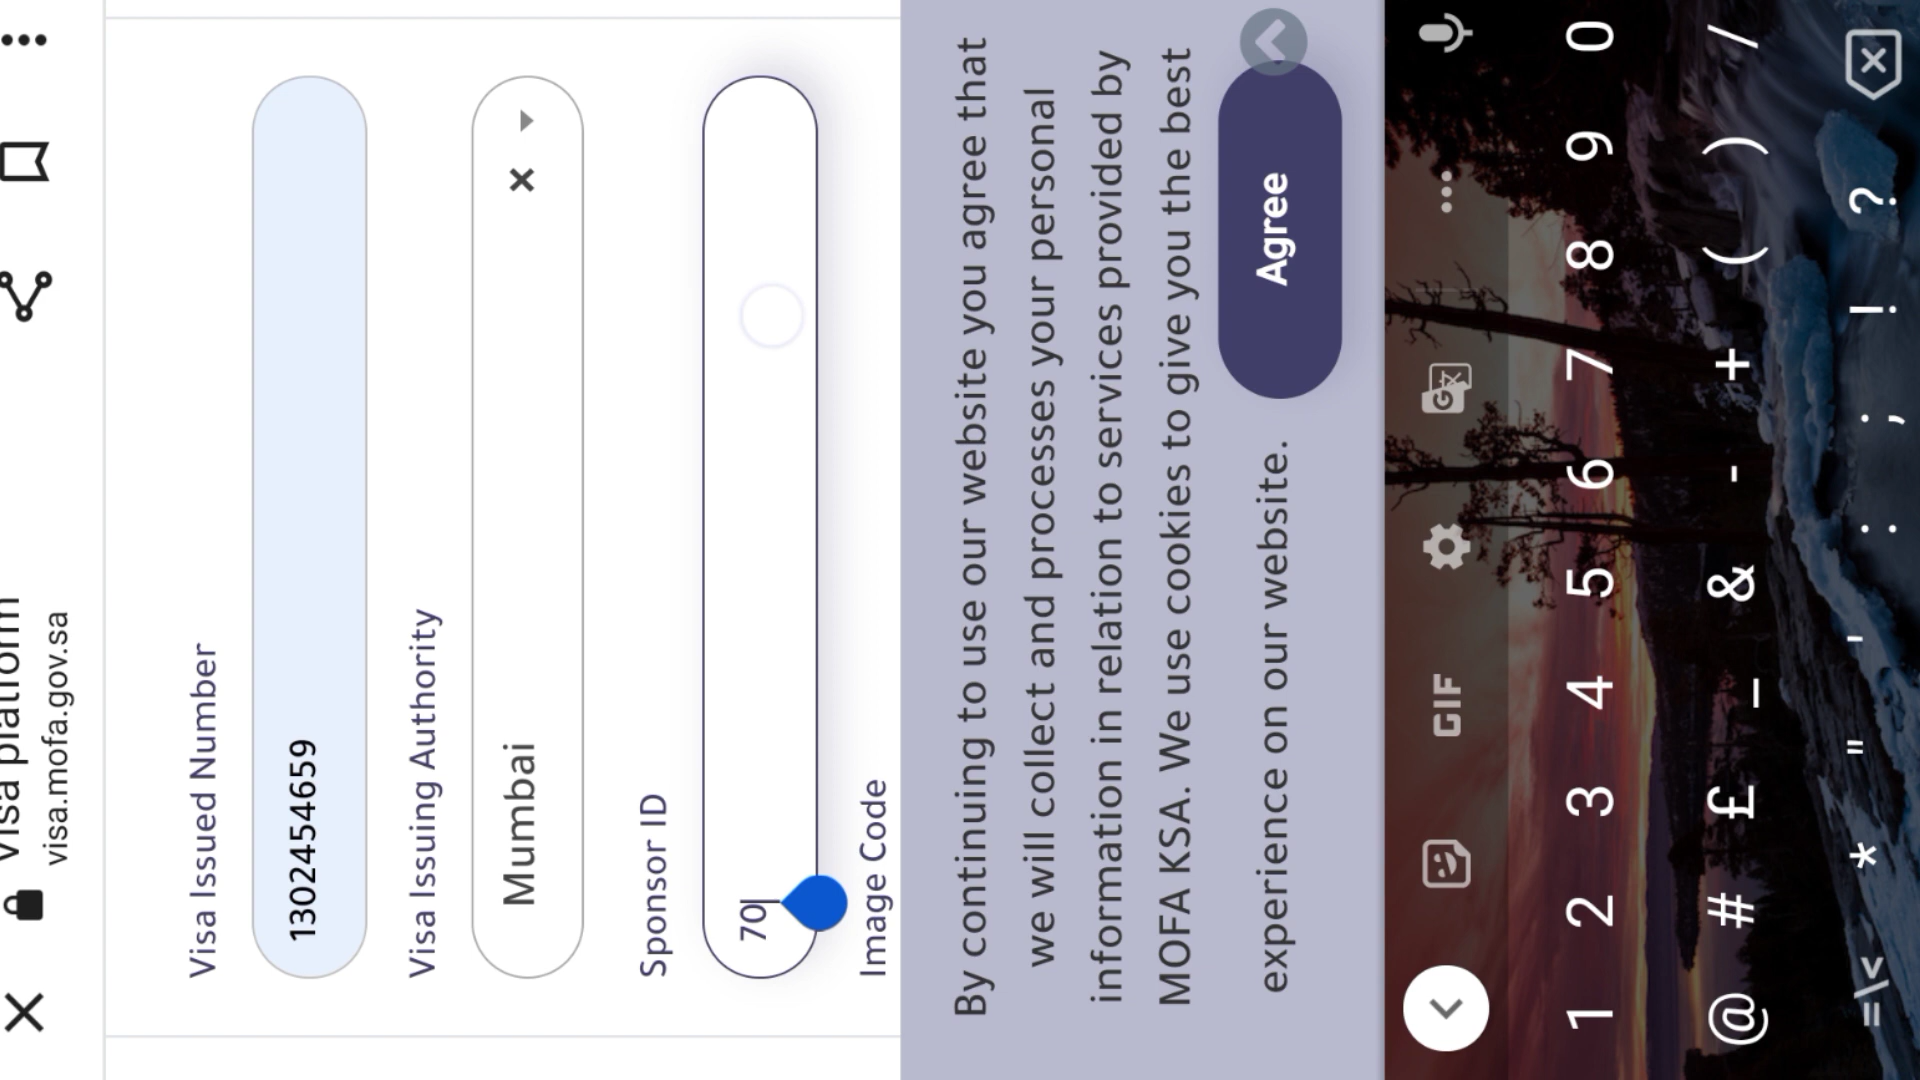 Visa platform
visa.mofa.gov.sa
Visa Issued Number
1302454659
Visa Issuing Authority
Mumbai
Sponsor ID
70
Image Code
By continuing to use our website you agree that
we will collect and processes your personal
information in relation to services provided by
MOFA KSA. We use cookies to give you the best
experience on our website.
Agree
GIF
1 2 3 4 5 6 7 8 9 0
@ # £ _ & - + ( ) /
=\< * " ' : ; ! ?